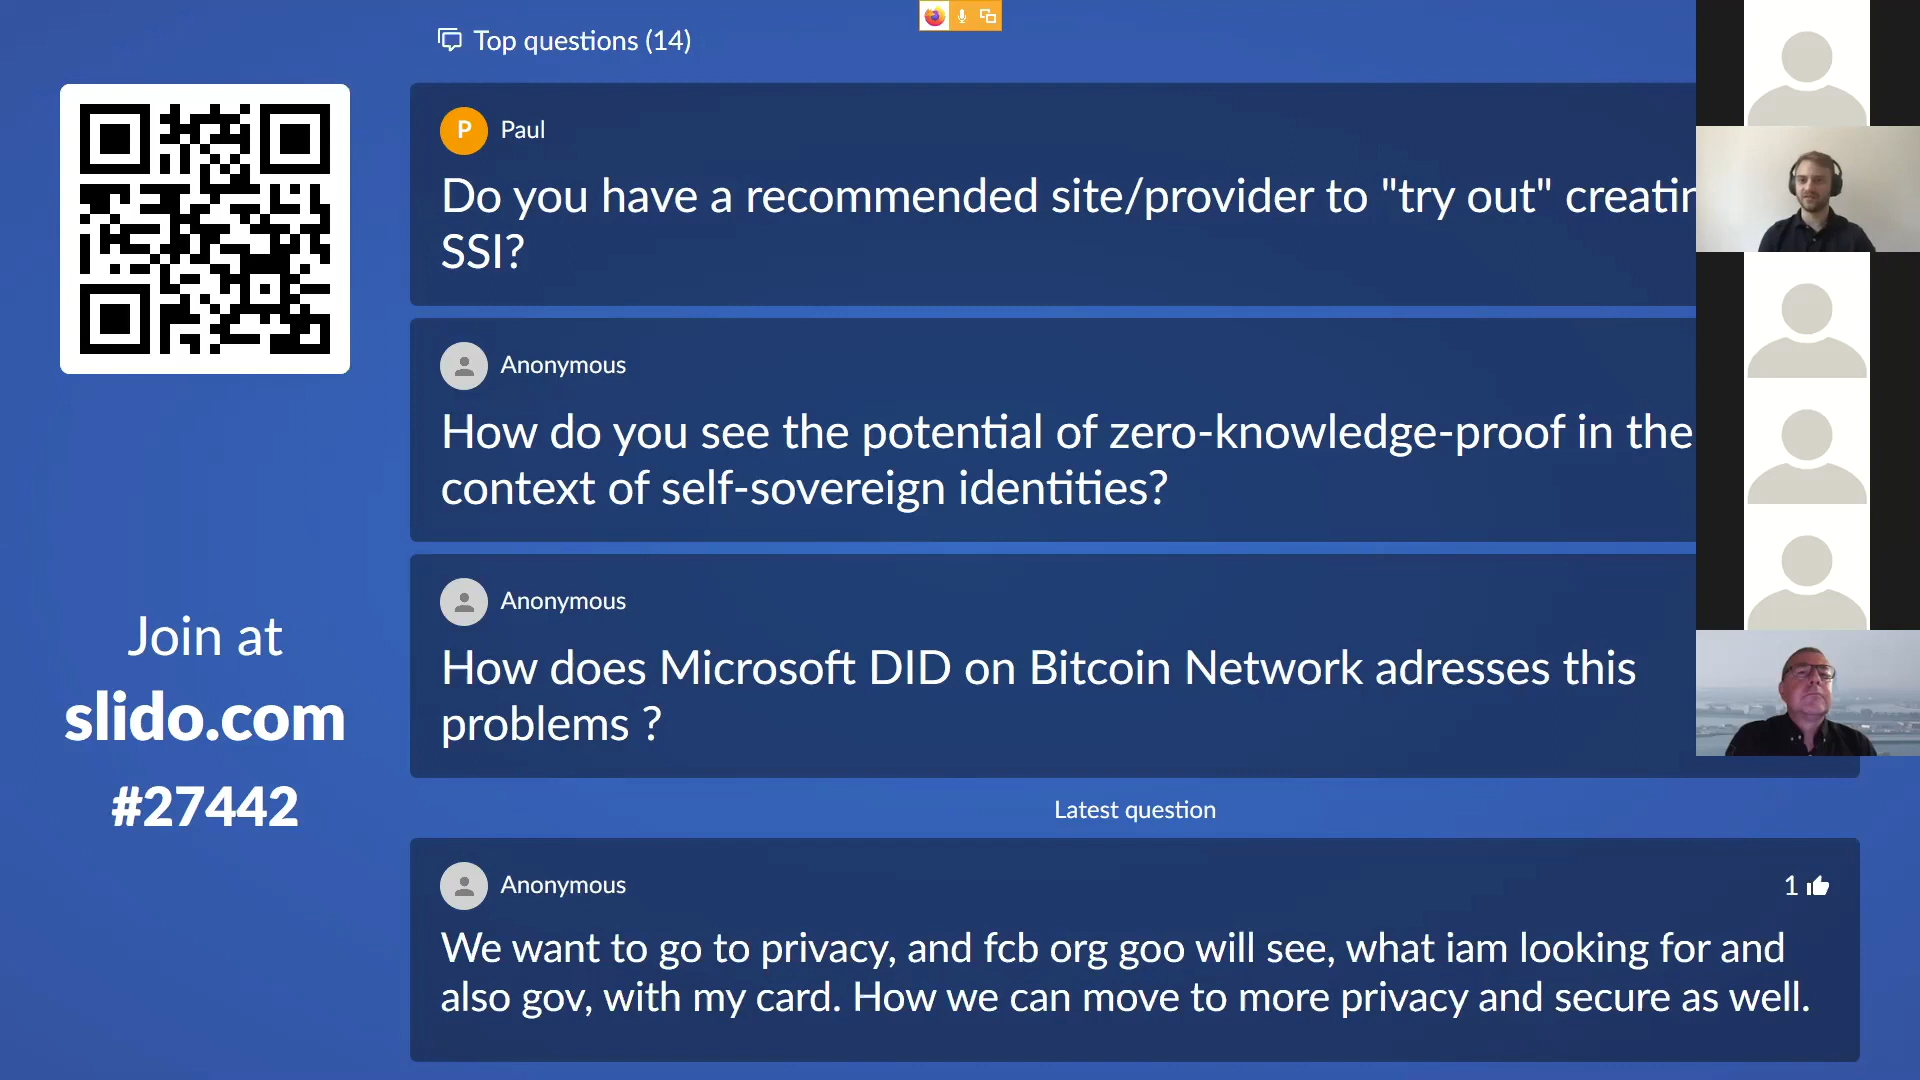 Top questions (14)
P
Paul
Do you have a recommended site/provider to "try out"
SSI?
Anonymous
How do you see the potential of zero-knowledge-proof in the
context of self-sovereign identities?
Anonymous
How does Microsoft DID on Bitcoin Network adresses this
problems ?
Join at
slido.com
#27442
Latest question
Anonymous
1
We want to go to privacy, and fcb org goo will see, what iam looking for and
also gov, with my card. How we can move to more privacy and secure as well.